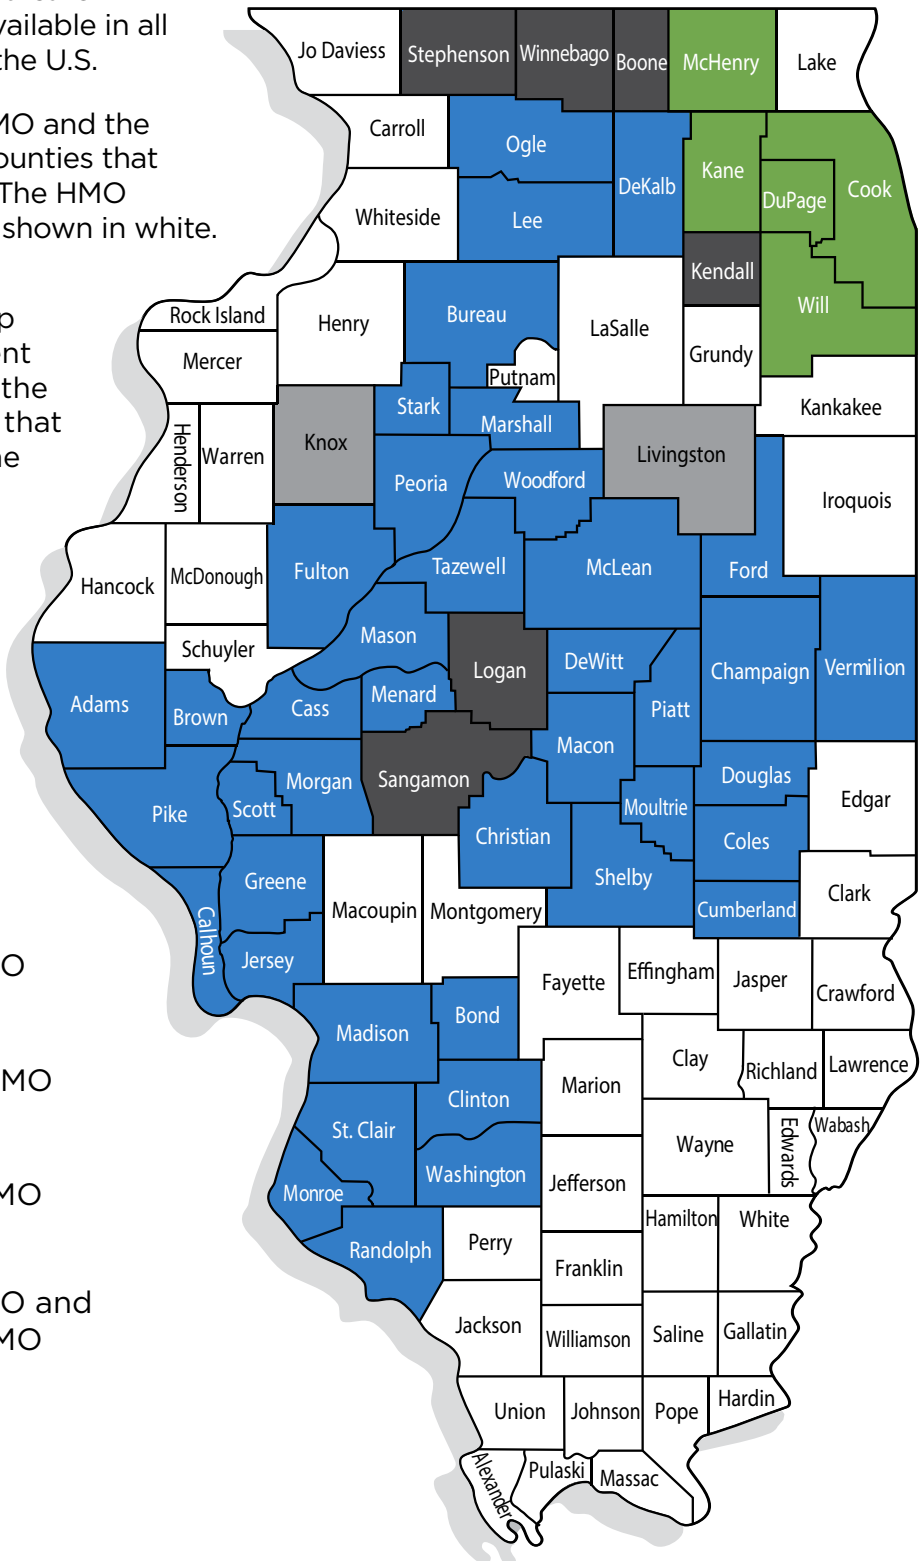 vailable in all
the U.S.
MO and the
ounties that
The HMO
shown in white.
p
ent
the
that
ne
O
MO
MO
O and
MO
Jo Daviess
Stephenson
Winnebago
Boone
McHenry
Lake
Carroll
Ogle
DeKalb
Kane
DuPage
Cook
Whiteside
Lee
Kendall
Will
Rock Island
Henry
Bureau
LaSalle
Grundy
Mercer
Putnam
Kankakee
Stark
Marshall
Henderson
Warren
Knox
Livingston
Peoria
Woodford
Iroquois
Hancock
McDonough
Fulton
Tazewell
McLean
Ford
Schuyler
Mason
Logan
DeWitt
Champaign
Vermilion
Adams
Brown
Cass
Menard
Piatt
Macon
Sangamon
Douglas
Pike
Scott
Morgan
Moultrie
Edgar
Christian
Coles
Shelby
Greene
Calhoun
Macoupin
Montgomery
Cumberland
Clark
Jersey
Fayette
Effingham
Jasper
Crawford
Madison
Bond
Clay
Richland
Lawrence
Marion
Clinton
St. Clair
Wayne
Edwards
Wabash
Washington
Jefferson
Monroe
Hamilton
White
Randolph
Perry
Franklin
Jackson
Williamson
Saline
Gallatin
Union
Johnson
Pope
Hardin
Alexander
Pulaski
Massac